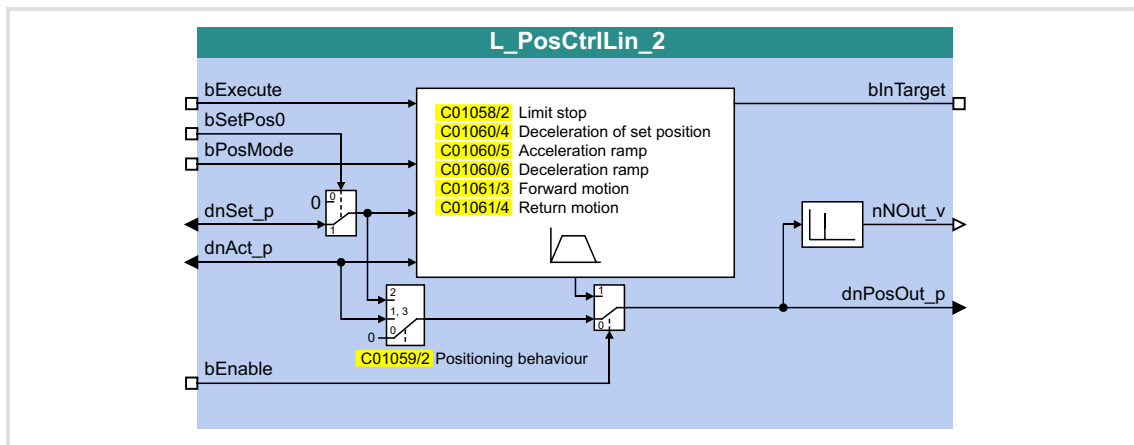 L_PosCtrlLin_2
bExecute
bInTarget
C01058/2 Limit stop
bSetPos0
C01060/4 Deceleration of set position
bPosMode
C01060/5 Acceleration ramp
C01060/6 Deceleration ramp
C01061/3 Forward motion
0
0
C01061/4 Return motion
dnSet_p
1
nNOut_v
dnAct_p
2
1
dnPosOut_p
1, 3
0
0
0
C01059/2 Positioning behaviour
bEnable